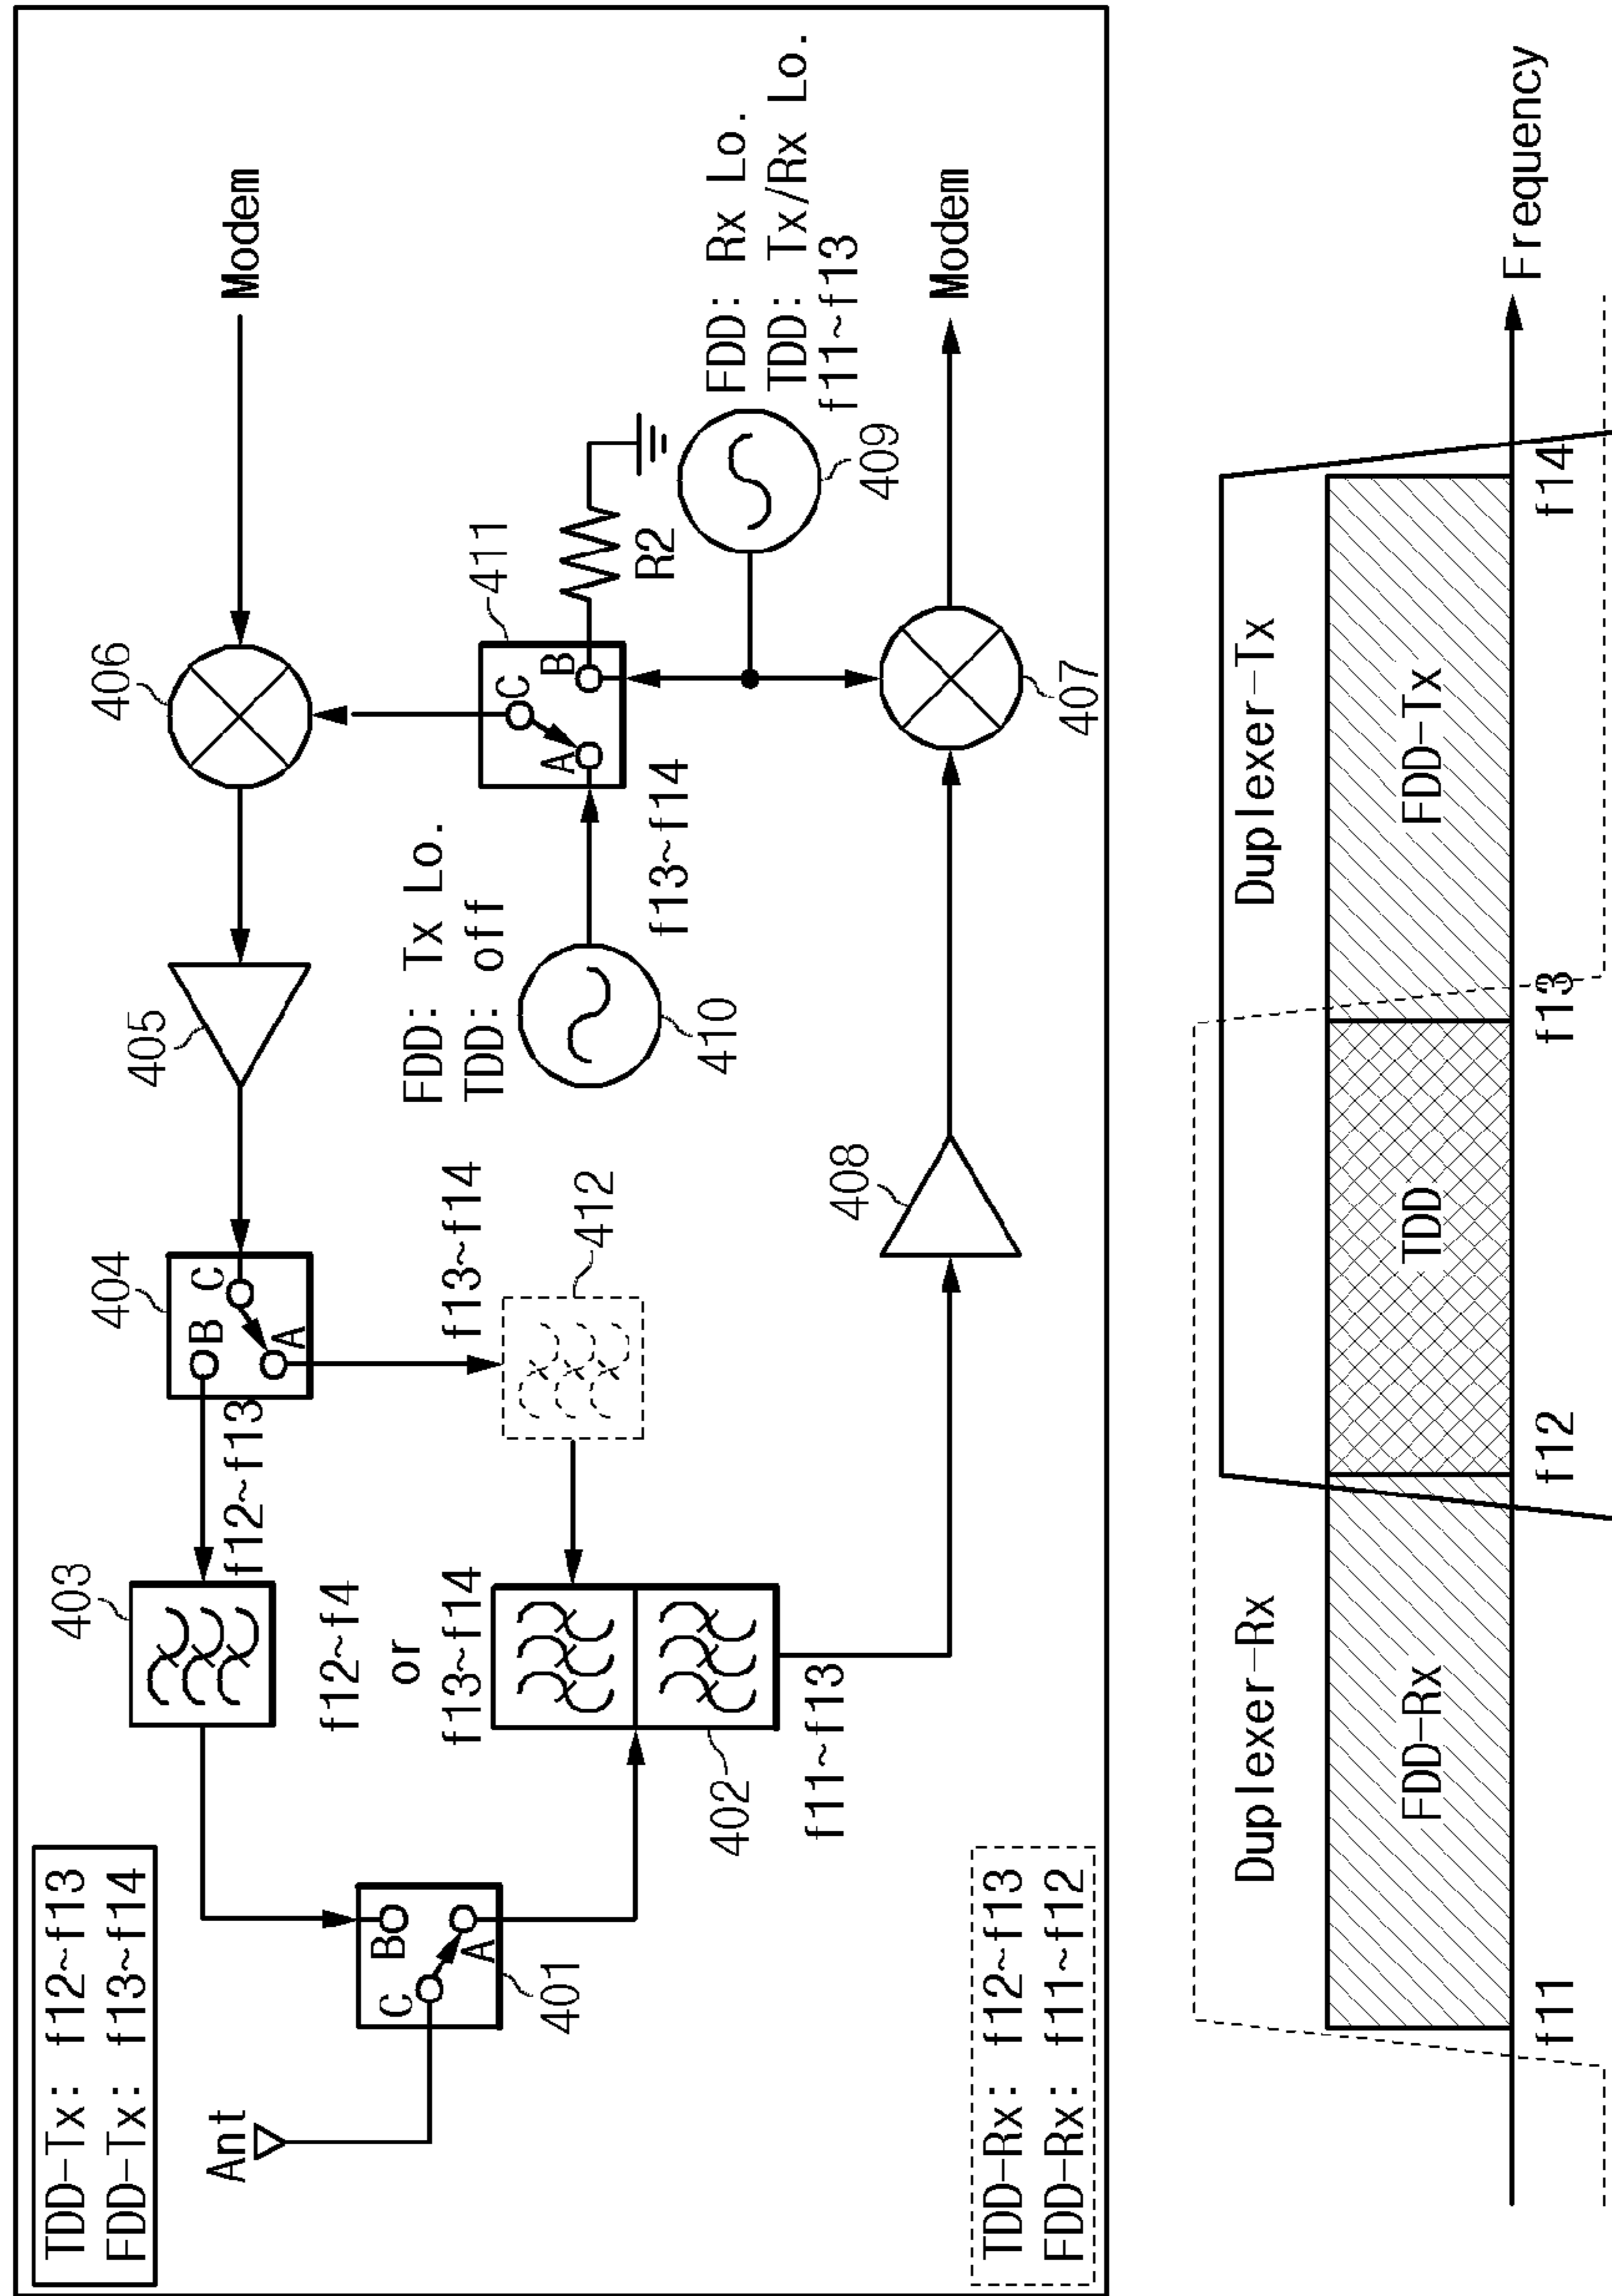 TDD-Tx: f12~f13
FDD-Tx: f13~f14
Ant
C
B
A
401
403
f12~f13
404
B
C
A
405
406
Modem
f12~f4
or
f13~f14
402
f11~f13
f13~f14
412
FDD: Tx Lo.
TDD: off
410
f13~f14
411
A
C
B
R2
409
FDD: Rx Lo.
TDD: Tx/Rx Lo.
f11~f13
408
407
Modem
TDD-Rx: f12~f13
FDD-Rx: f11~f12
Duplexer-Rx
Duplexer-Tx
FDD-Rx
TDD
FDD-Tx
f11
f12
f13
f14
Frequency